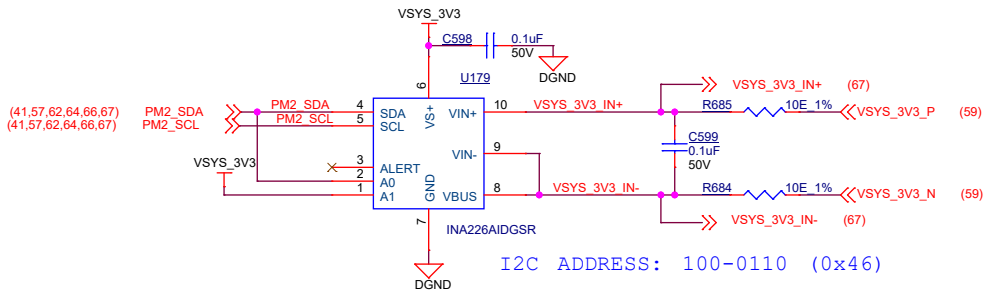 VSYS_3V3
C598
0.1uF
50V
DGND
U179
6
(41,57,62,64,66,67) PM2_SDA
PM2_SDA
4
SDA
VS+
VIN+
10
VSYS_3V3_IN+
VSYS_3V3_IN+ (67)
R685
10E_1%
VSYS_3V3_P (59)
(41,57,62,64,66,67) PM2_SCL
PM2_SCL
5
SCL
C599
0.1uF
50V
VIN-
9
VSYS_3V3
3
ALERT
2
A0
1
A1
GND
VBUS
8
VSYS_3V3_IN-
R684
10E_1%
VSYS_3V3_N (59)
VSYS_3V3_IN- (67)
7
INA226AIDGSR
DGND
I2C ADDRESS: 100-0110 (0x46)